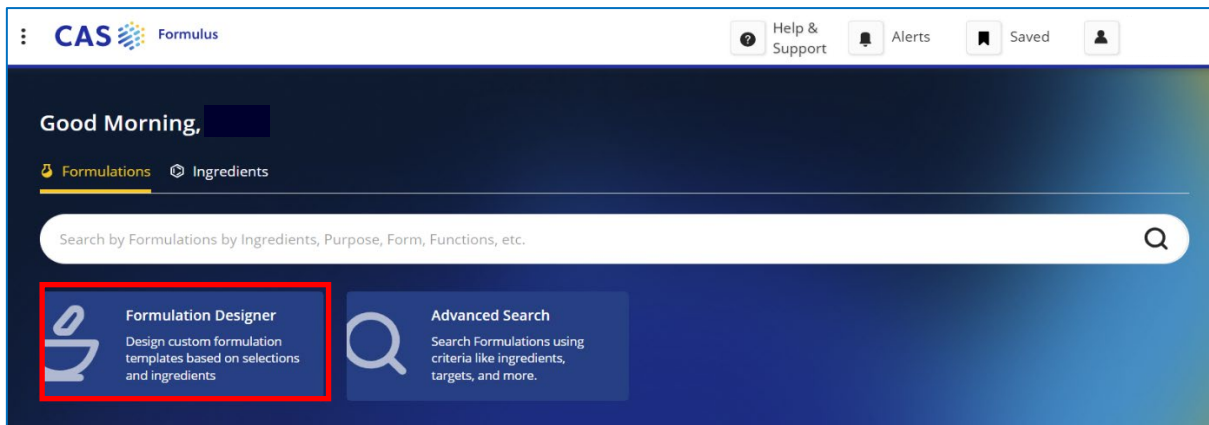 CAS Formulus
Help &
Support
Alerts
Saved
Good Morning,
Formulations Ingredients
Search by Formulations by Ingredients, Purpose, Form, Functions, etc.
Formulation Designer
Design custom formulation
templates based on selections
and ingredients
Advanced Search
Search Formulations using
criteria like ingredients,
targets, and more.